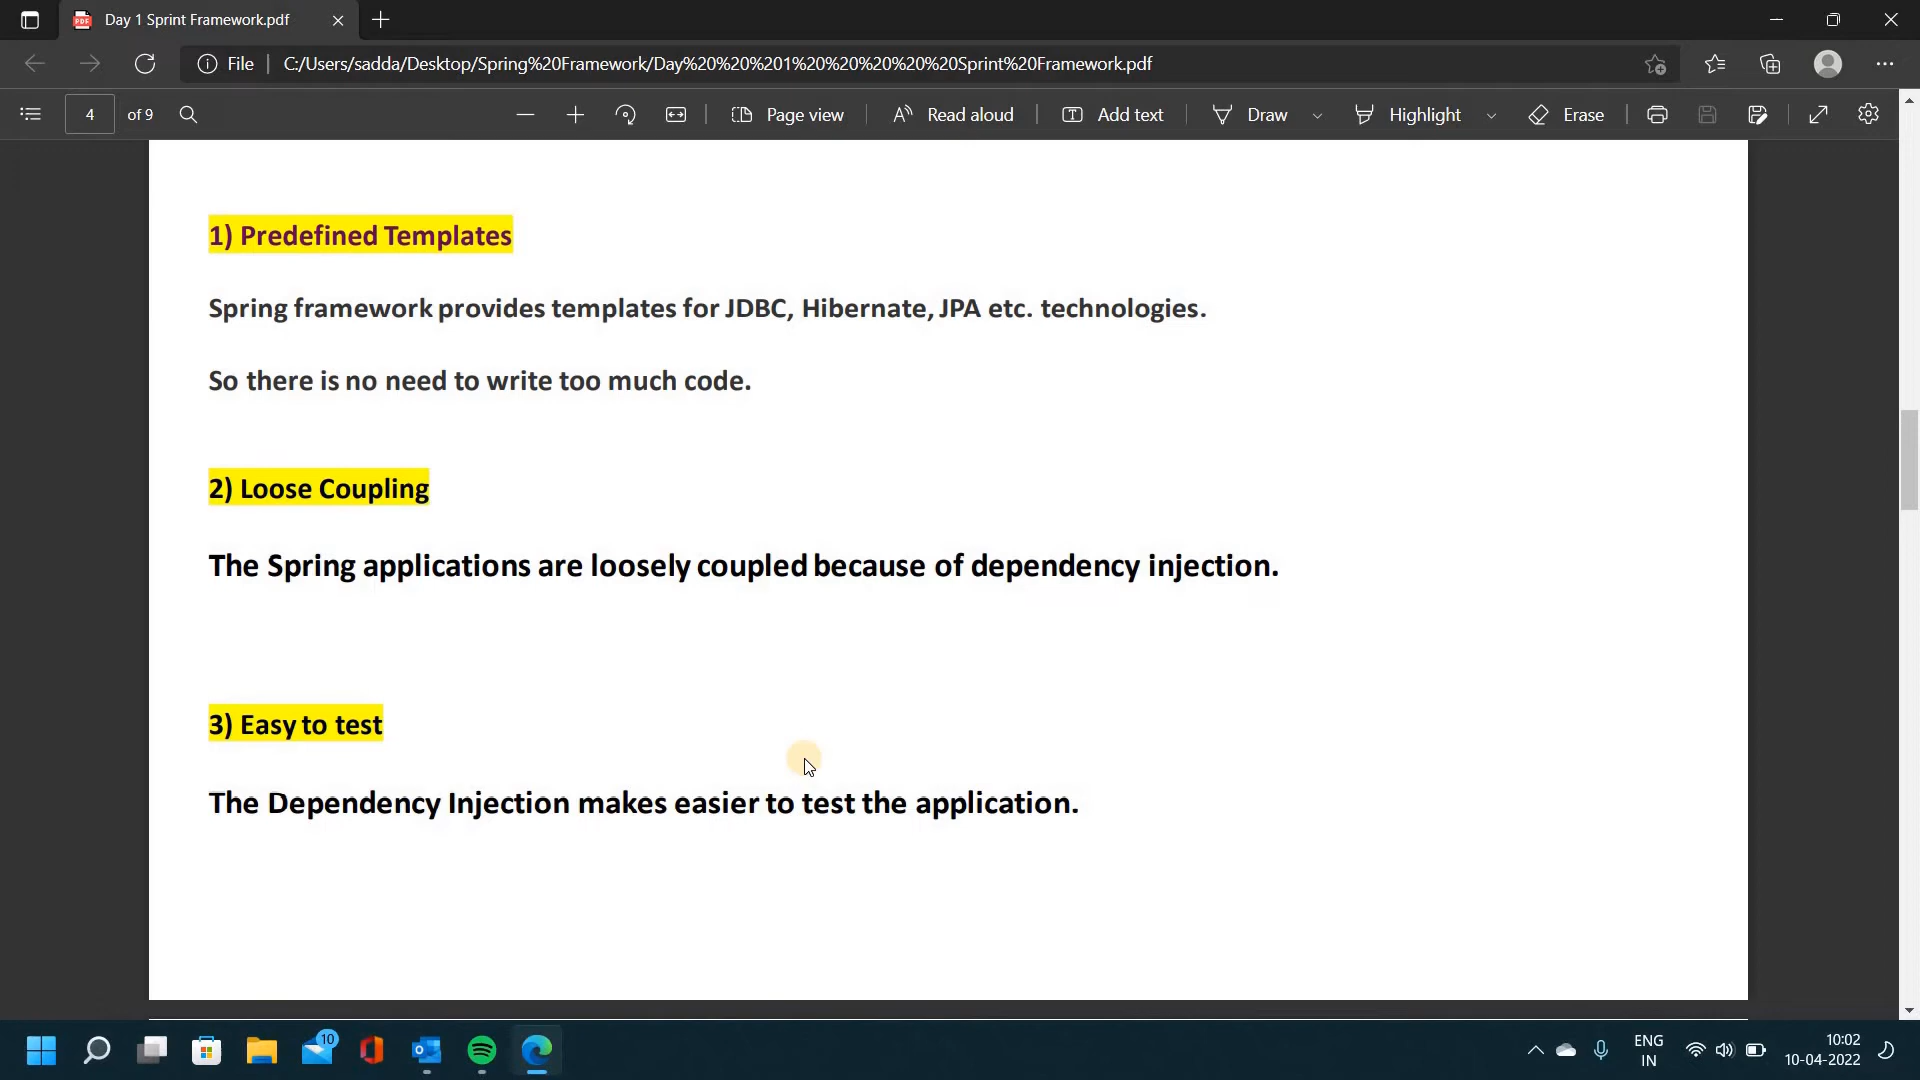 Day 1 Sprint Framework.pdf
File
C:/Users/sadda/Desktop/Spring%20Framework/Day%20%20%201%20%20%20%20%20Sprint%20Framework.pdf
4 of 9
Page view
Read aloud
Add text
Draw
Highlight
Erase
1) Predefined Templates
Spring framework provides templates for JDBC, Hibernate, JPA etc. technologies.
So there is no need to write too much code.
2) Loose Coupling
The Spring applications are loosely coupled because of dependency injection.
3) Easy to test
The Dependency Injection makes easier to test the application.
10
ENG
IN
10:02
10-04-2022